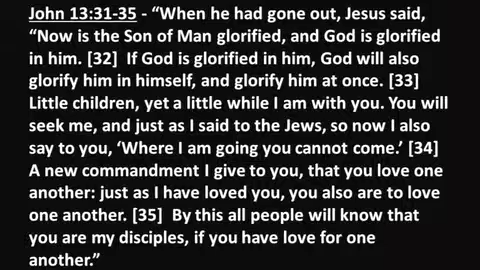 John 13:31-35 - “When he had gone out, Jesus said,
“Now is the Son of Man glorified, and God is glorified
in him. [32]  If God is glorified in him, God will also
glorify him in himself, and glorify him at once. [33]
Little children, yet a little while I am with you. You will
seek me, and just as I said to the Jews, so now I also
say to you, ‘Where I am going you cannot come.’ [34]
A new commandment I give to you, that you love one
another: just as I have loved you, you also are to love
one another. [35]  By this all people will know that
you are my disciples, if you have love for one
another.”